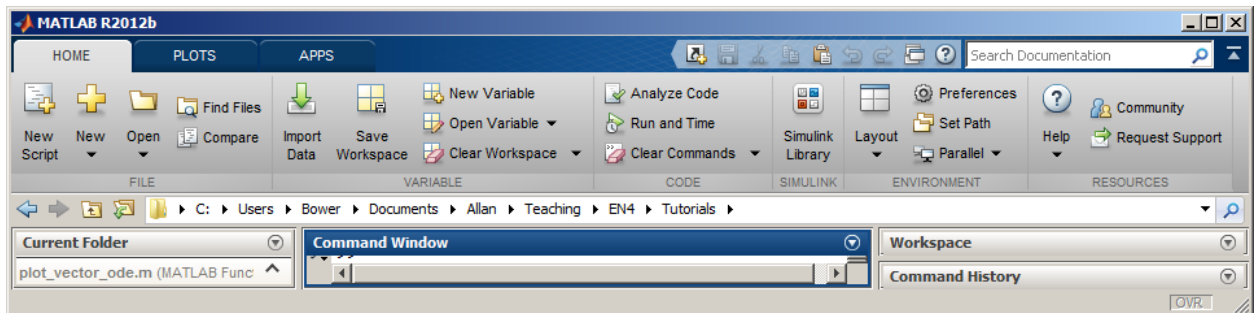 MATLAB R2012b
HOME PLOTS APPS Search Documentation
New Script New Open Find Files Compare
Import Data Save Workspace New Variable Open Variable Clear Workspace
Analyze Code Run and Time Clear Commands
Simulink Library
Layout Preferences Set Path Parallel
Help Community Request Support
FILE VARIABLE CODE SIMULINK ENVIRONMENT RESOURCES
C: Users Bower Documents Allan Teaching EN4 Tutorials
Current Folder Command Window Workspace
plot_vector_ode.m (MATLAB Func Command History
OVR